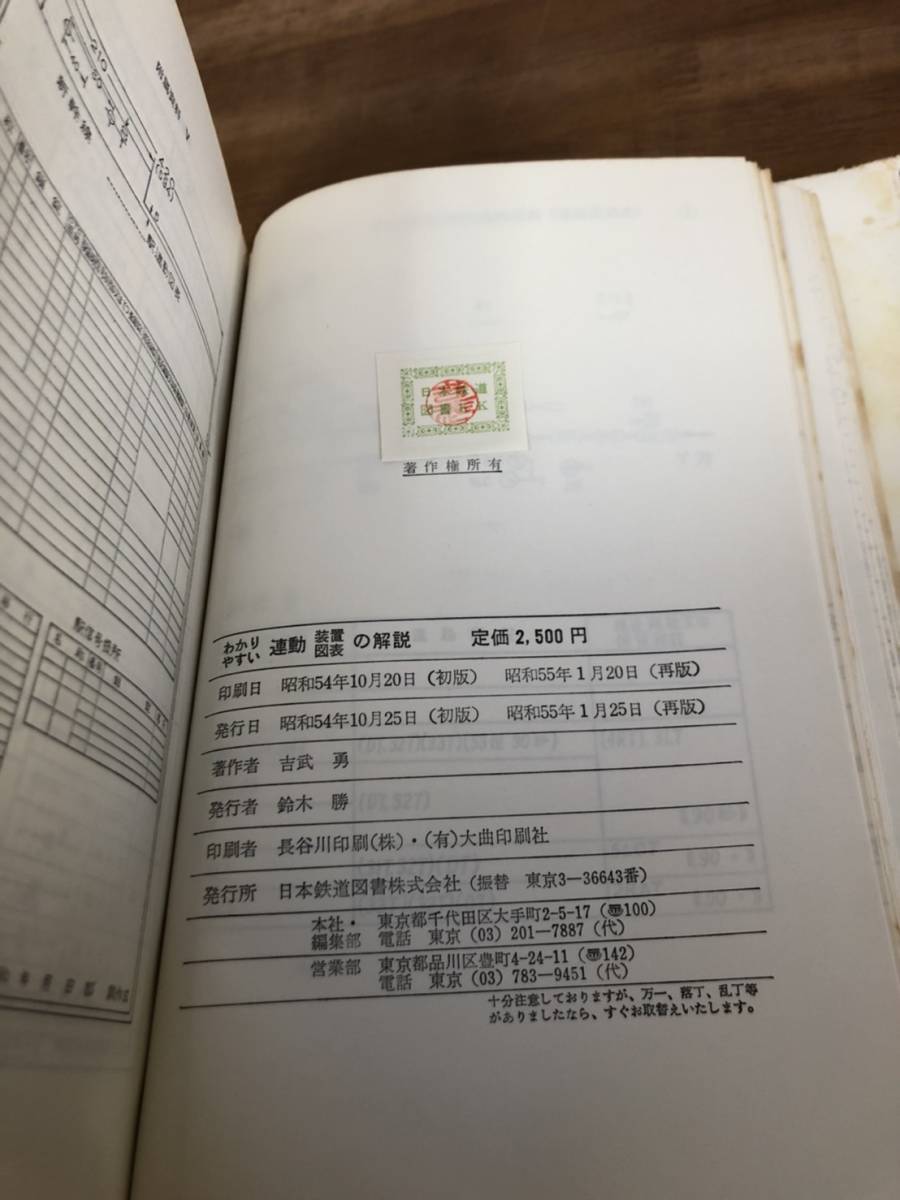 日本鉄道
図書KK
著作権所有
わかりやすい 連動装置図表の解説 定価2,500円
印刷日 昭和54年10月20日(初版) 昭和55年1月20日(再版)
発行日 昭和54年10月25日(初版) 昭和55年1月25日(再版)
著作者 吉武 勇
発行者 鈴木 勝
印刷者 長谷川印刷(株)・(有)大曲印刷社
発行所 日本鉄道図書株式会社(振替 東京3-36643番)
本社・編集部 東京都千代田区大手町2-5-17(〠100)
電話 東京(03)201-7887(代)
営業部 東京都品川区豊町4-24-11(〠142)
電話 東京(03)783-9451(代)
十分注意しておりますが、万一、落丁、乱丁等
がありましたなら、すぐお取替えいたします。
駅信号扱所